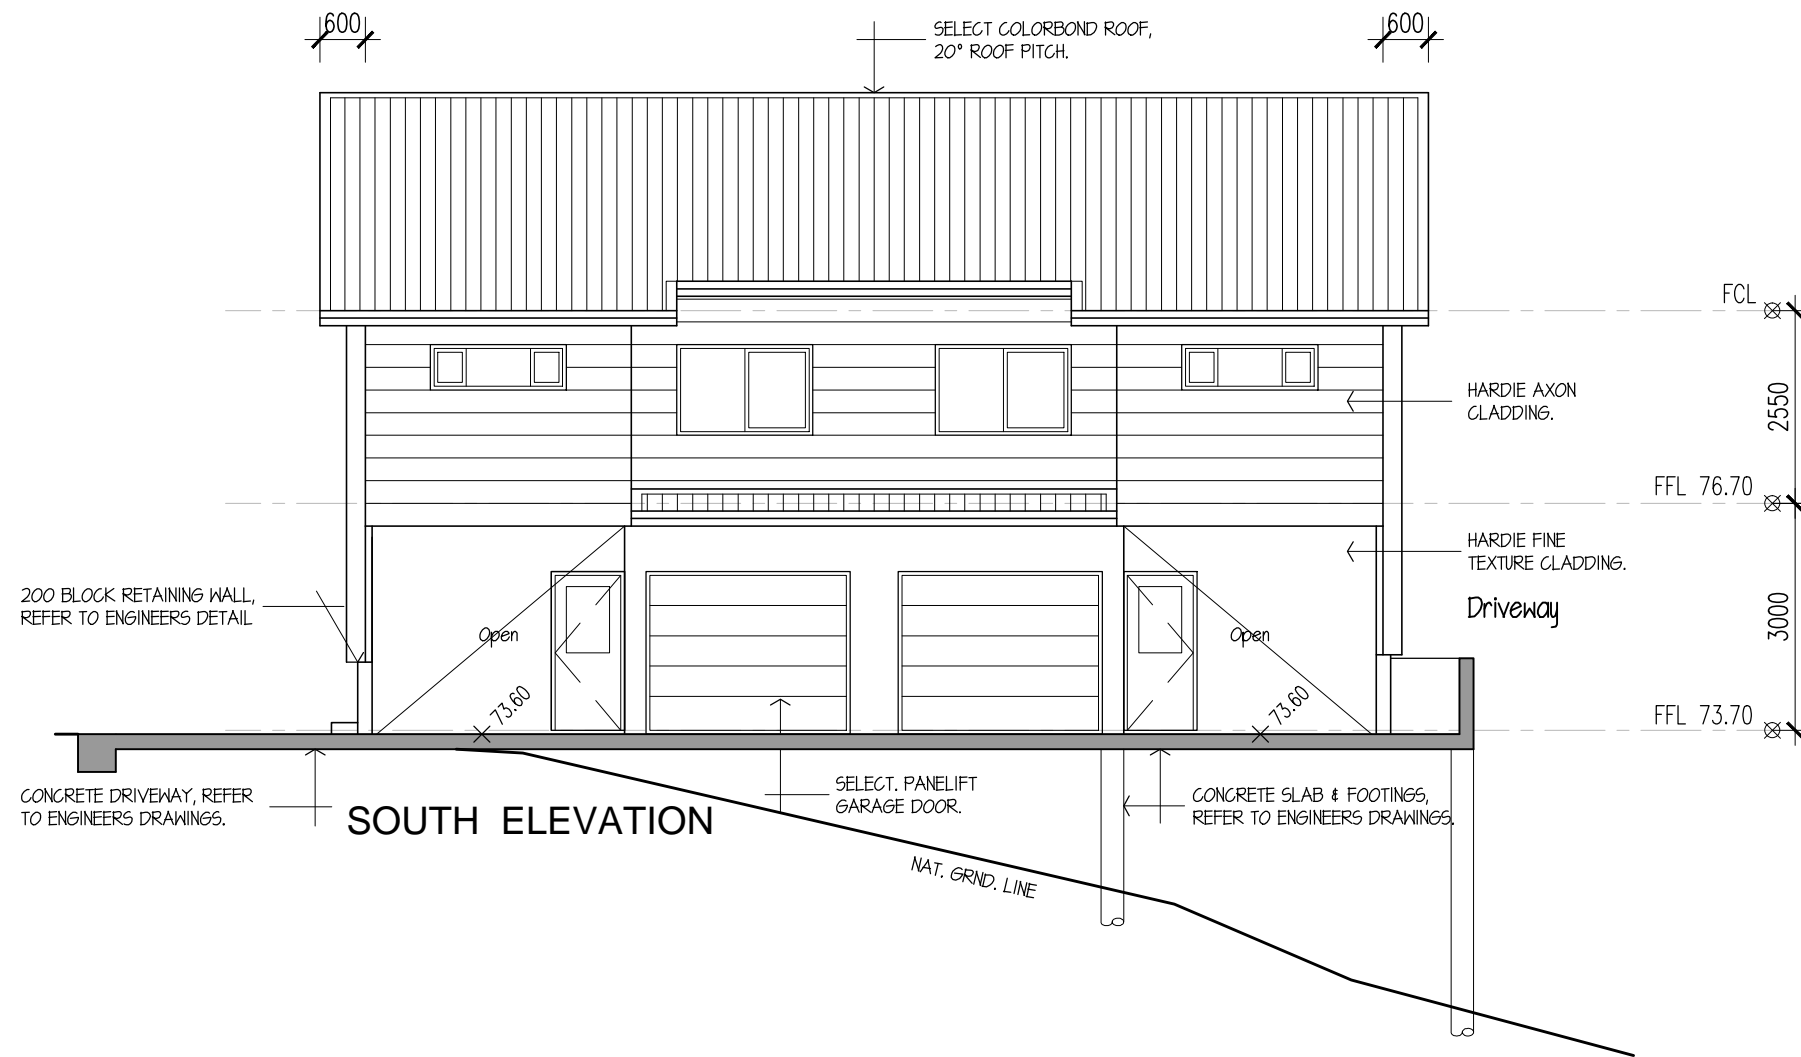 600
SELECT COLORBOND ROOF,
20° ROOF PITCH.
600
FCL
HARDIE AXON
CLADDING.
2550
FFL 76.70
HARDIE FINE
TEXTURE CLADDING.
Driveway
3000
200 BLOCK RETAINING WALL,
REFER TO ENGINEERS DETAIL
Open
Open
73.60
73.60
FFL 73.70
CONCRETE DRIVEWAY, REFER
TO ENGINEERS DRAWINGS.
SOUTH ELEVATION
SELECT. PANELIFT
GARAGE DOOR.
CONCRETE SLAB & FOOTINGS,
REFER TO ENGINEERS DRAWINGS.
NAT. GRND. LINE